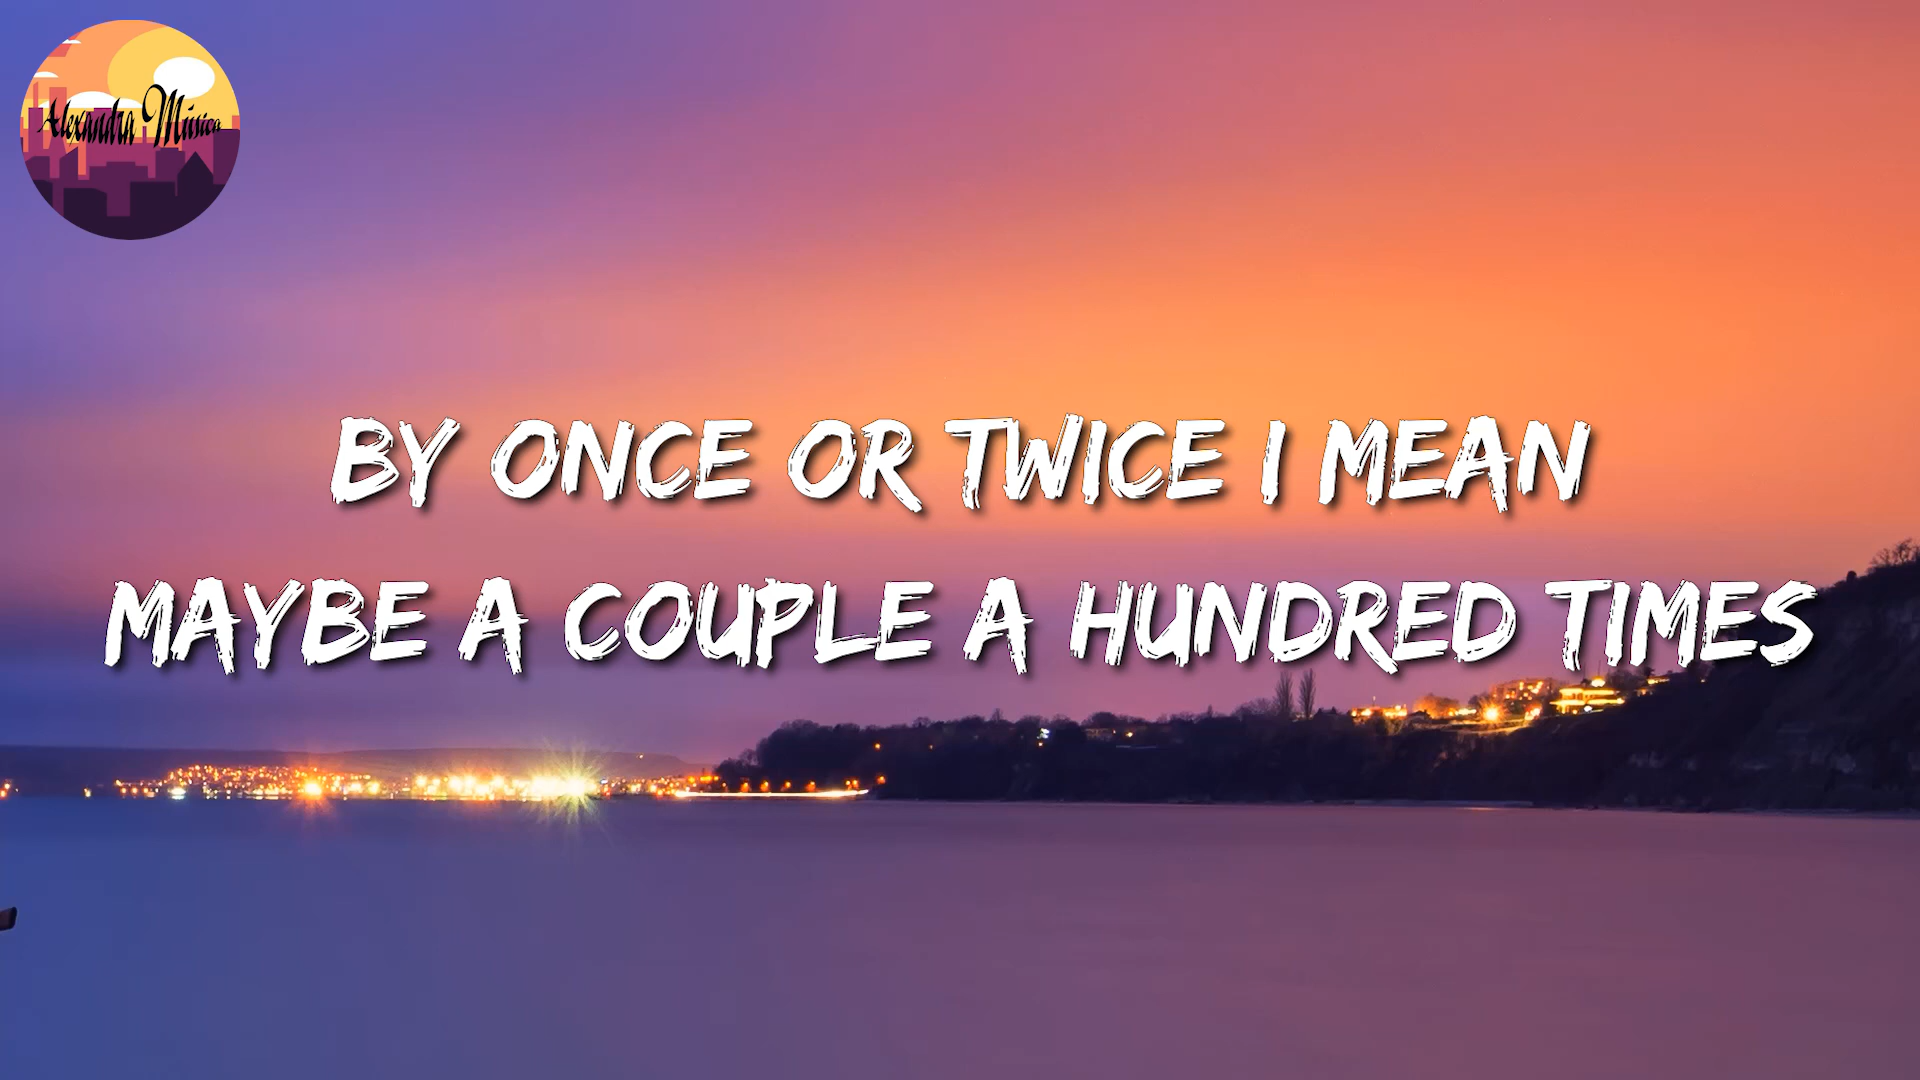 Alexandra Música
BY ONCE OR TWICE I MEAN
MAYBE A COUPLE A HUNDRED TIMES